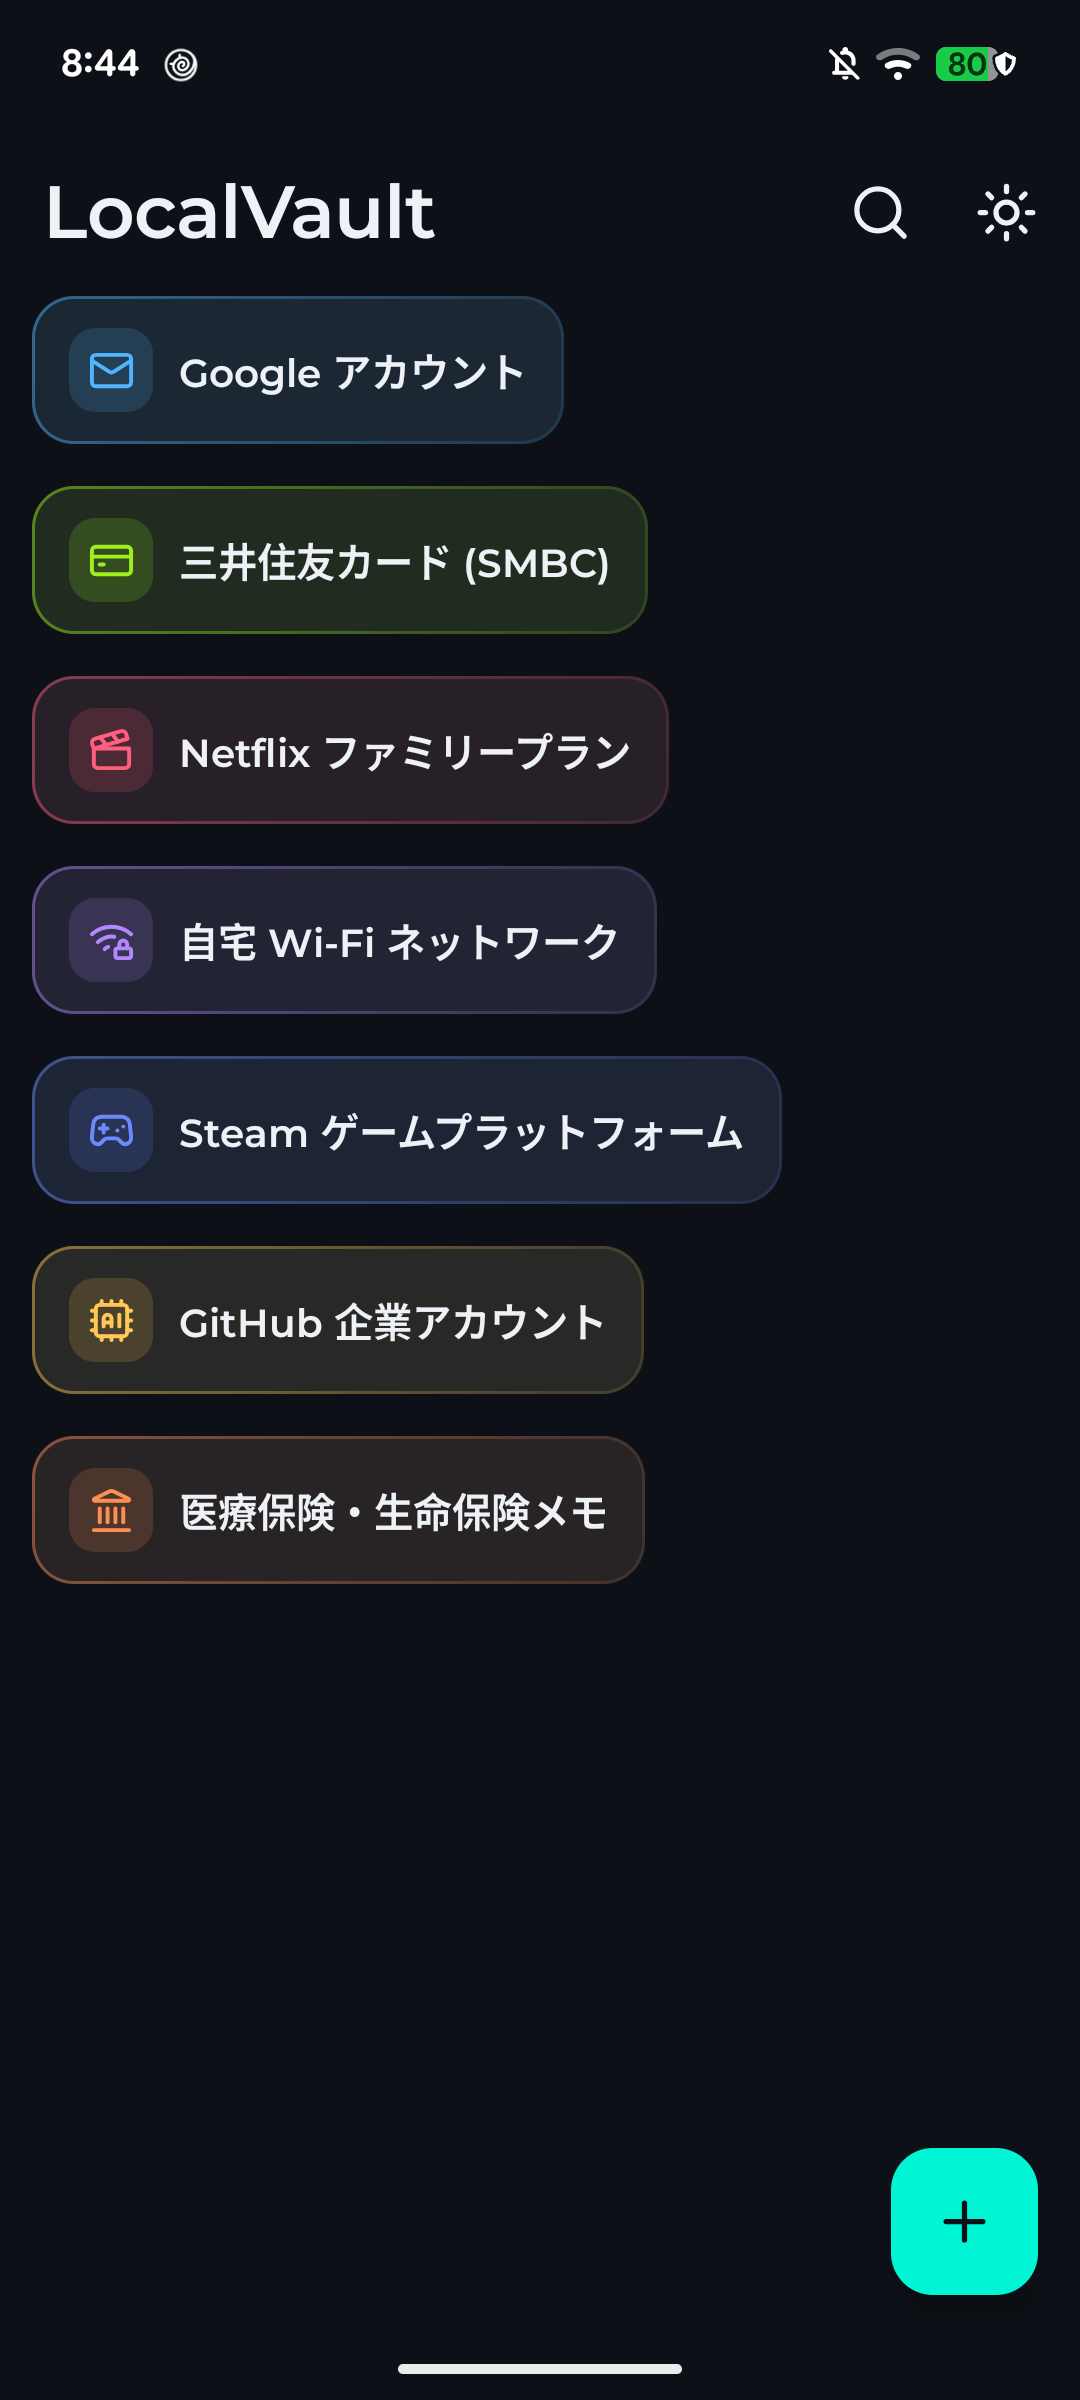 8:44
80
LocalVault
Google アカウント
三井住友カード (SMBC)
Netflix ファミリープラン
自宅 Wi-Fi ネットワーク
Steam ゲームプラットフォーム
AI
GitHub 企業アカウント
医療保険・生命保険メモ